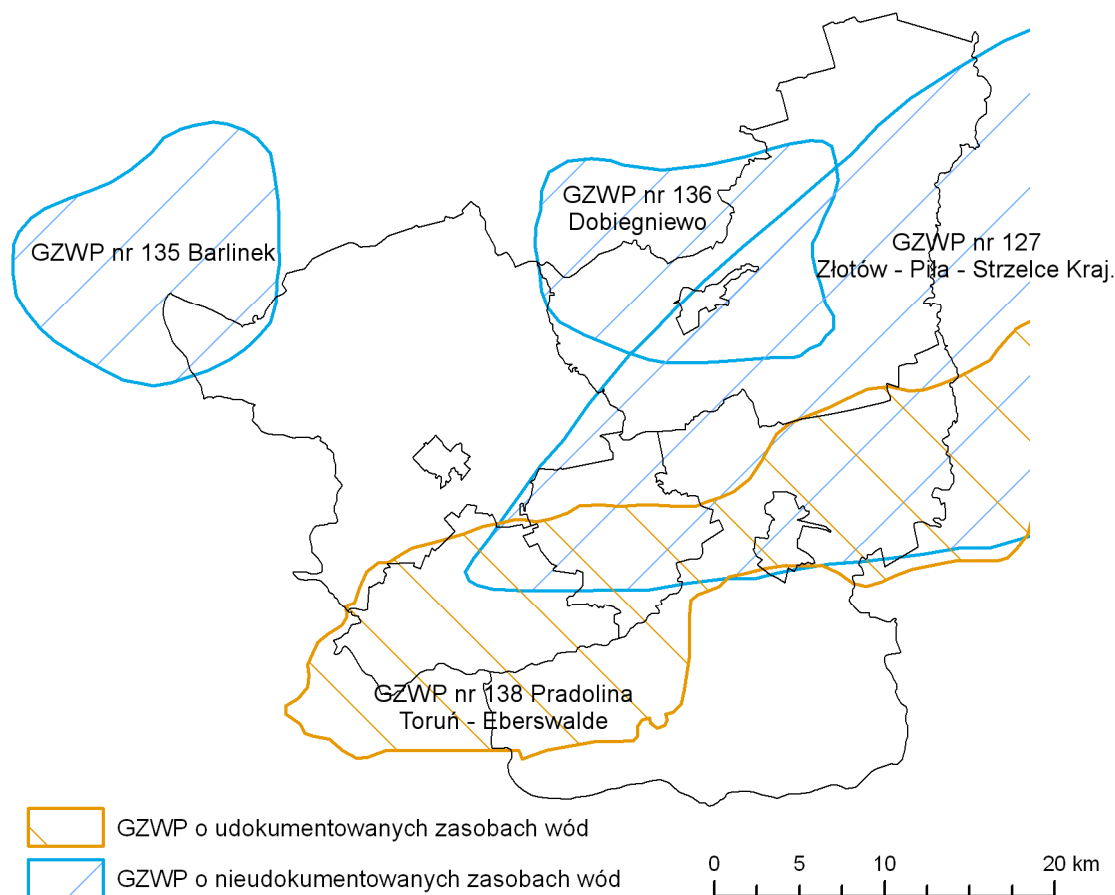 GZWP nr 136
Dobiegniewo
GZWP nr 135 Barlinek
GZWP nr 127
Złotów - Piła - Strzelce Kraj.
GZWP nr 138 Pradolina
Toruń - Eberswalde
GZWP o udokumentowanych zasobach wód
GZWP o nieudokumentowanych zasobach wód
0 5 10 20 km